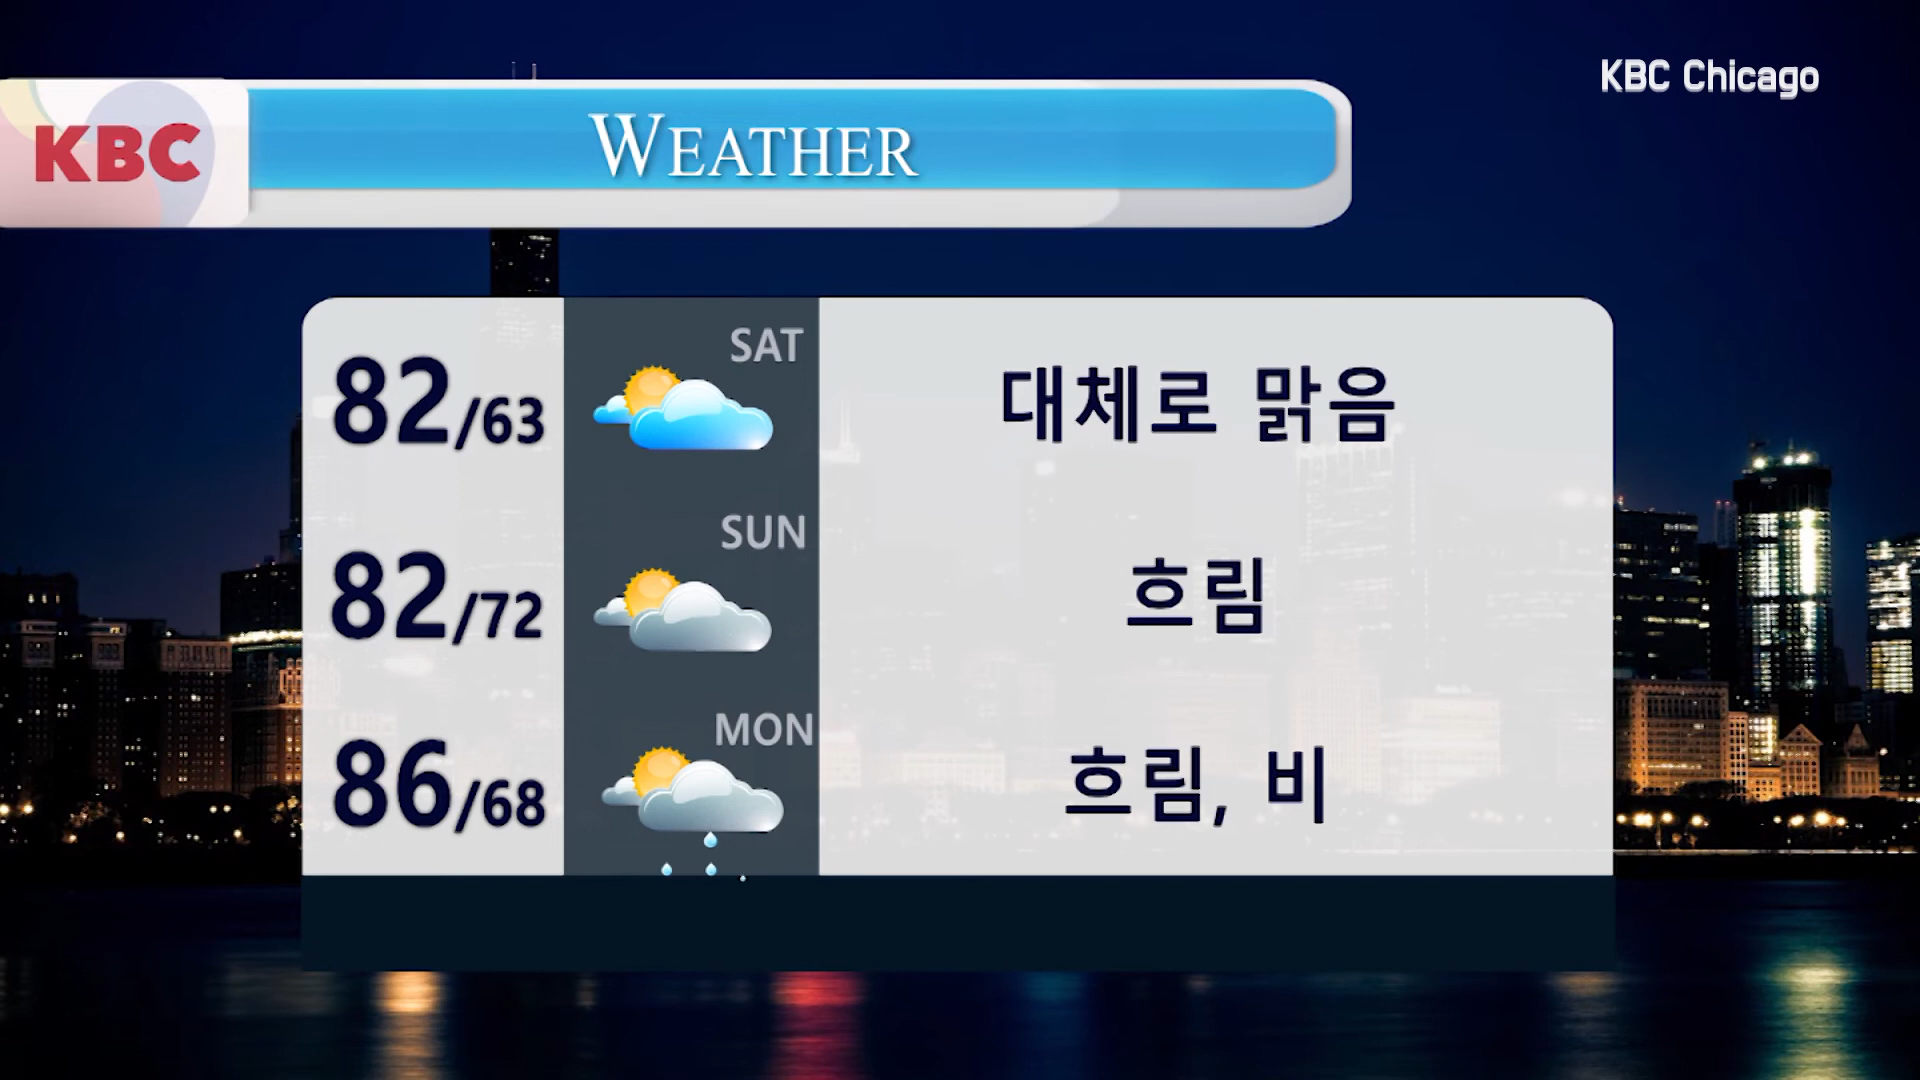 KBC Chicago
KBC
WEATHER
82/63
SAT
대체로 맑음
82/72
SUN
흐림
86/68
MON
흐림, 비